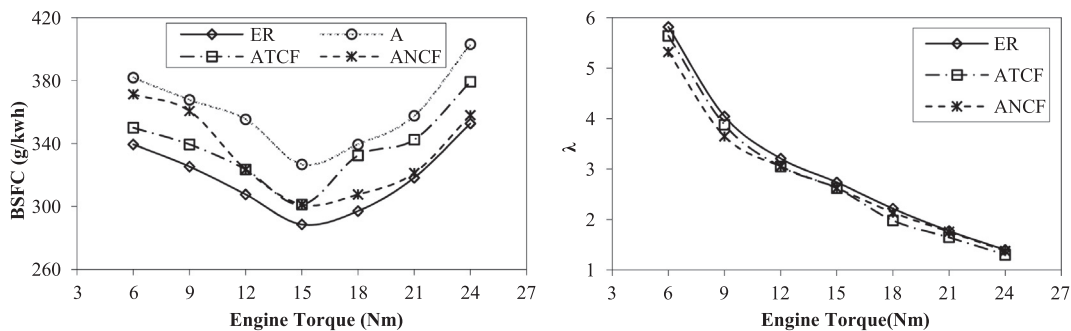 420
380
340
300
260
BSFC (g/kwh)
ER
A
ATCF
ANCF
3 6 9 12 15 18 21 24 27
Engine Torque (Nm)
6
5
4
3
2
1
λ
ER
ATCF
ANCF
3 6 9 12 15 18 21 24 27
Engine Torque(Nm)